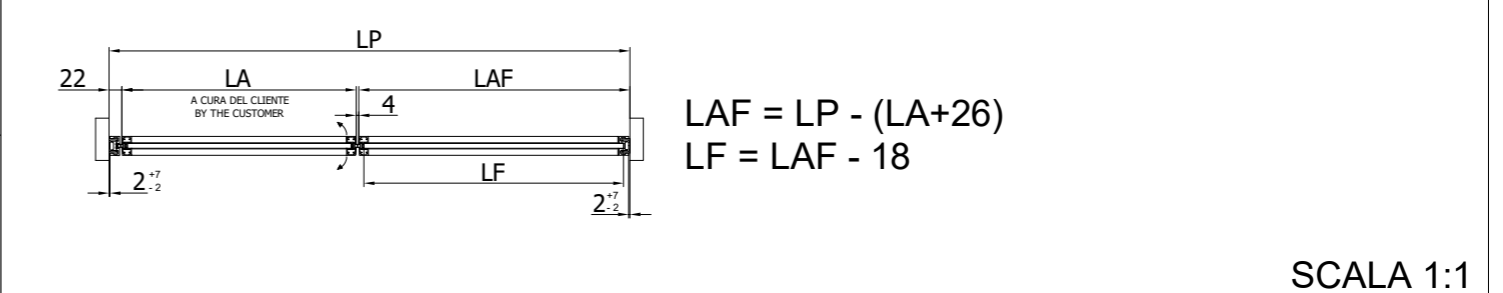 LP
22
LA
LAF
A CURA DEL CLIENTE
BY THE CUSTOMER
4
LAF = LP - (LA+26)
LF = LAF - 18
LF
2 +7 -2
2 +7 -2
SCALA 1:1